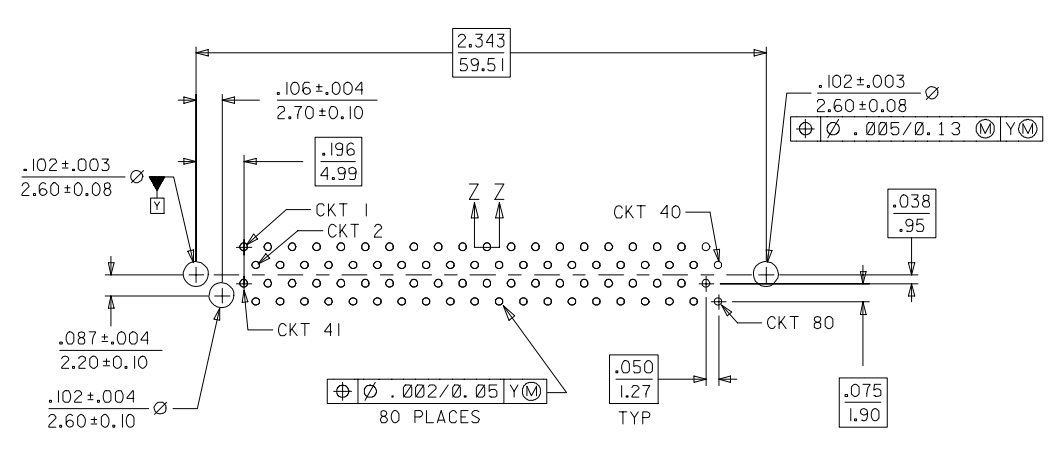 2.343
59.51
.106±.004
2.70±0.10
.102±.003 Ø
2.60±0.08
⌖ Ø .005/0.13 Ⓜ YⓂ
.196
4.99
.102±.003 Ø
2.60±0.08
Y
CKT 1
CKT 2
Z Z
CKT 40
.038
.95
CKT 41
CKT 80
.087±.004
2.20±0.10
.102±.004 Ø
2.60±0.10
⌖ Ø .002/0.05 YⓂ
80 PLACES
.050
1.27
TYP
.075
1.90